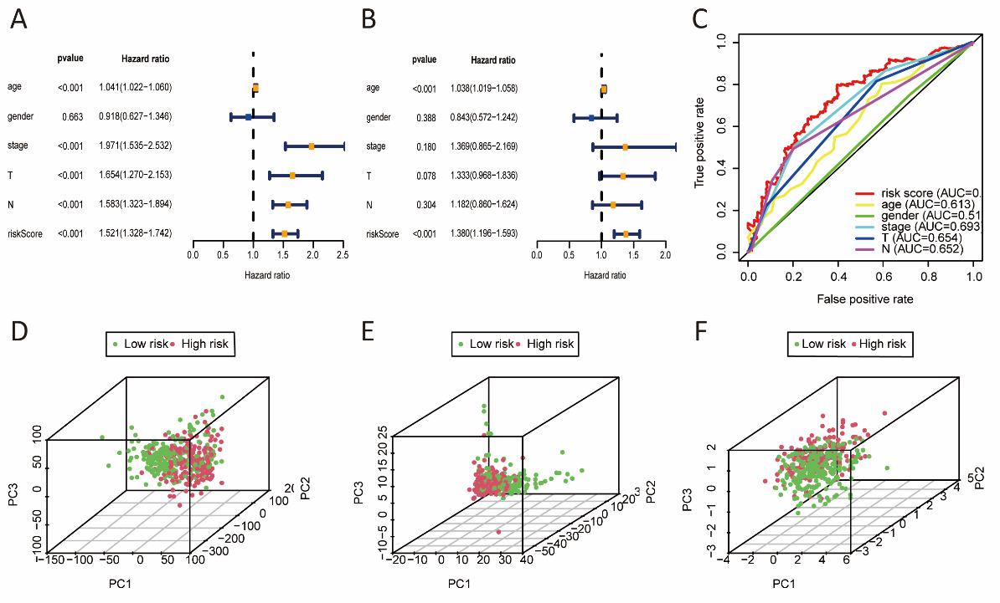 A
pvalue Hazard ratio
age <0.001 1.041(1.022−1.060)
gender 0.663 0.918(0.627−1.346)
stage <0.001 1.971(1.535−2.532)
T <0.001 1.654(1.270−2.153)
N <0.001 1.583(1.323−1.894)
riskScore <0.001 1.521(1.328−1.742)
0.0 0.5 1.0 1.5 2.0 2.5
Hazard ratio
B
pvalue Hazard ratio
age <0.001 1.038(1.019−1.058)
gender 0.388 0.843(0.572−1.242)
stage 0.180 1.369(0.865−2.169)
T 0.078 1.333(0.968−1.836)
N 0.304 1.182(0.860−1.624)
riskScore <0.001 1.380(1.196−1.593)
0.0 0.5 1.0 1.5 2.0
Hazard ratio
C
True positive rate
1.0
0.8
0.6
0.4
0.2
0.0
risk score (AUC=0.
age (AUC=0.613)
gender (AUC=0.51
stage (AUC=0.693)
T (AUC=0.654)
N (AUC=0.652)
0.0 0.2 0.4 0.6 0.8 1.0
False positive rate
D
Low risk High risk
PC3
100
50
0
−50
−100
−150 −100 −50 0 50 100
PC1
−300
−100
0
100
20
PC2
E
Low risk High risk
PC3
25
20
15
10
5
0
−5
−10
−20 −10 0 10 20 30 40
PC1
−50
−40
−30
−20
−10
0
10
20
3
PC2
F
Low risk High risk
PC3
2
1
0
−1
−2
−3
−4 −2 0 2 4 6
PC1
−3
−2
−1
0
1
2
3
4
5
PC2